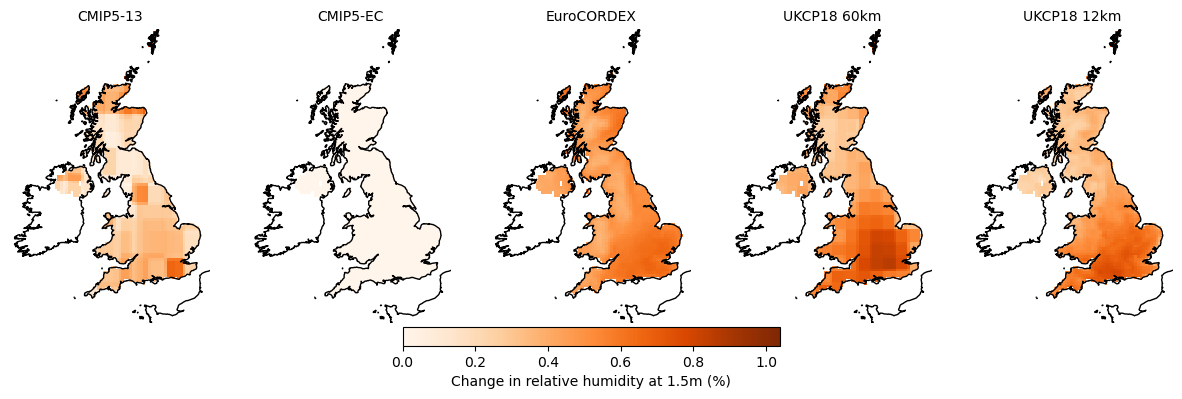 CMIP5-13 CMIP5-EC EuroCORDEX UKCP18 60km UKCP18 12km
0.0 0.2 0.4 0.6 0.8 1.0
Change in relative humidity at 1.5m (%)